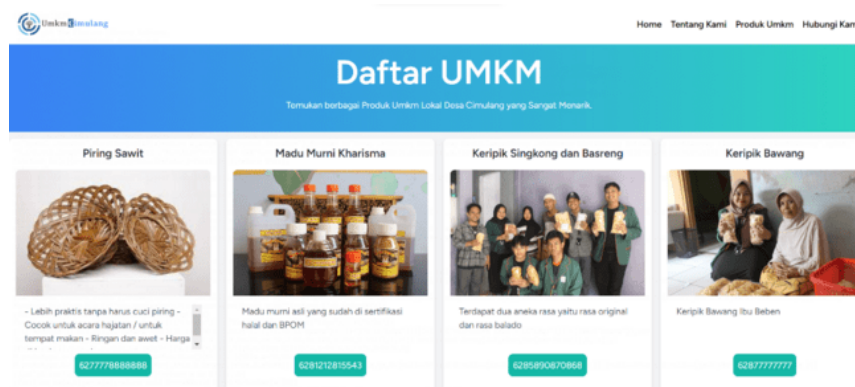 UmkmCimulang
Home Tentang Kami Produk Umkm Hubungi Kam
Daftar UMKM
Temukan berbagai Produk Umkm Lokal Desa Cimulang yang Sangat Menarik.
Piring Sawit
- Lebih praktis tanpa harus cuci piring -
Cocok untuk acara hajatan / untuk
tempat makan - Ringan dan awet - Harga
6277778888888
Madu Murni Kharisma
Madu murni asli yang sudah di sertifikasi
halal dan BPOM
6281212815543
Keripik Singkong dan Basreng
Terdapat dua aneka rasa yaitu rasa original
dan rasa balado
6285890870868
Keripik Bawang
Keripik Bawang Ibu Beben
62877777777